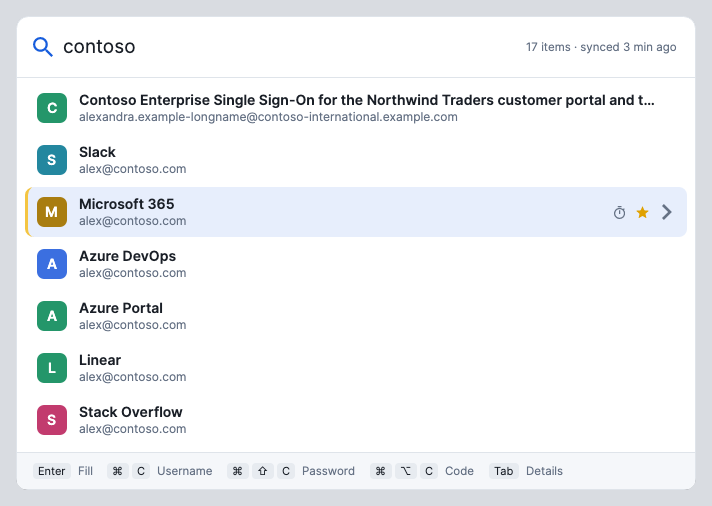 contoso
17 items · synced 3 min ago
C
Contoso Enterprise Single Sign-On for the Northwind Traders customer portal and t…
alexandra.example-longname@contoso-international.example.com
S
Slack
alex@contoso.com
M
Microsoft 365
alex@contoso.com
A
Azure DevOps
alex@contoso.com
A
Azure Portal
alex@contoso.com
L
Linear
alex@contoso.com
S
Stack Overflow
alex@contoso.com
Enter Fill ⌘ C Username ⌘ ⇧ C Password ⌘ ⌥ C Code Tab Details